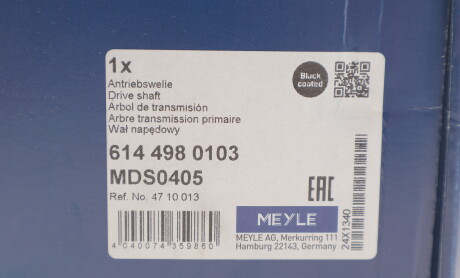 1x
Antriebswelle
Drive shaft
Arbol de transmisión
Arbre transmission primaire
Wał napędowy
Black
coated
614 498 0103
MDS0405
Ref. No. 47 10 013
EAC
4 040074 359860
MEYLE
MEYLE AG, Merkurring 111
Hamburg 22143, Germany
24X1340